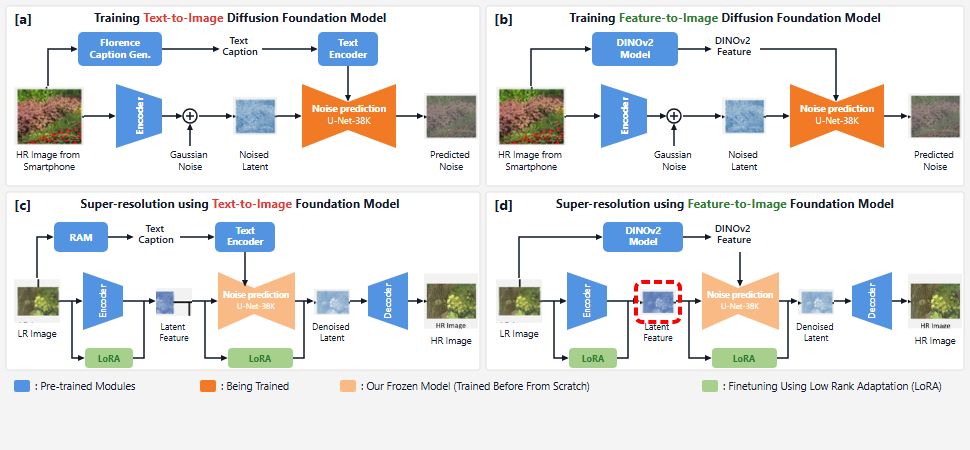 [a] Training Text-to-Image Diffusion Foundation Model
Florence
Caption Gen.
Text
Caption
Text
Encoder
Encoder
Noise prediction
U-Net-38K
HR Image from
Smartphone
Gaussian
Noise
Noised
Latent
Predicted
Noise
[b] Training Feature-to-Image Diffusion Foundation Model
DINOv2
Model
DINOv2
Feature
Encoder
Noise prediction
U-Net-38K
HR Image from
Smartphone
Gaussian
Noise
Noised
Latent
Predicted
Noise
[c] Super-resolution using Text-to-Image Foundation Model
RAM
Text
Caption
Text
Encoder
Encoder
Noise prediction
U-Net-38K
Decoder
LR Image
Latent
Feature
Denoised
Latent
HR Image
HR Image
LoRA
LoRA
[d] Super-resolution using Feature-to-Image Foundation Model
DINOv2
Model
DINOv2
Feature
Encoder
Noise prediction
U-Net-38K
Decoder
LR Image
Latent
Feature
Denoised
Latent
HR Image
HR Image
LoRA
LoRA
: Pre-trained Modules
: Being Trained
: Our Frozen Model (Trained Before From Scratch)
: Finetuning Using Low Rank Adaptation (LoRA)